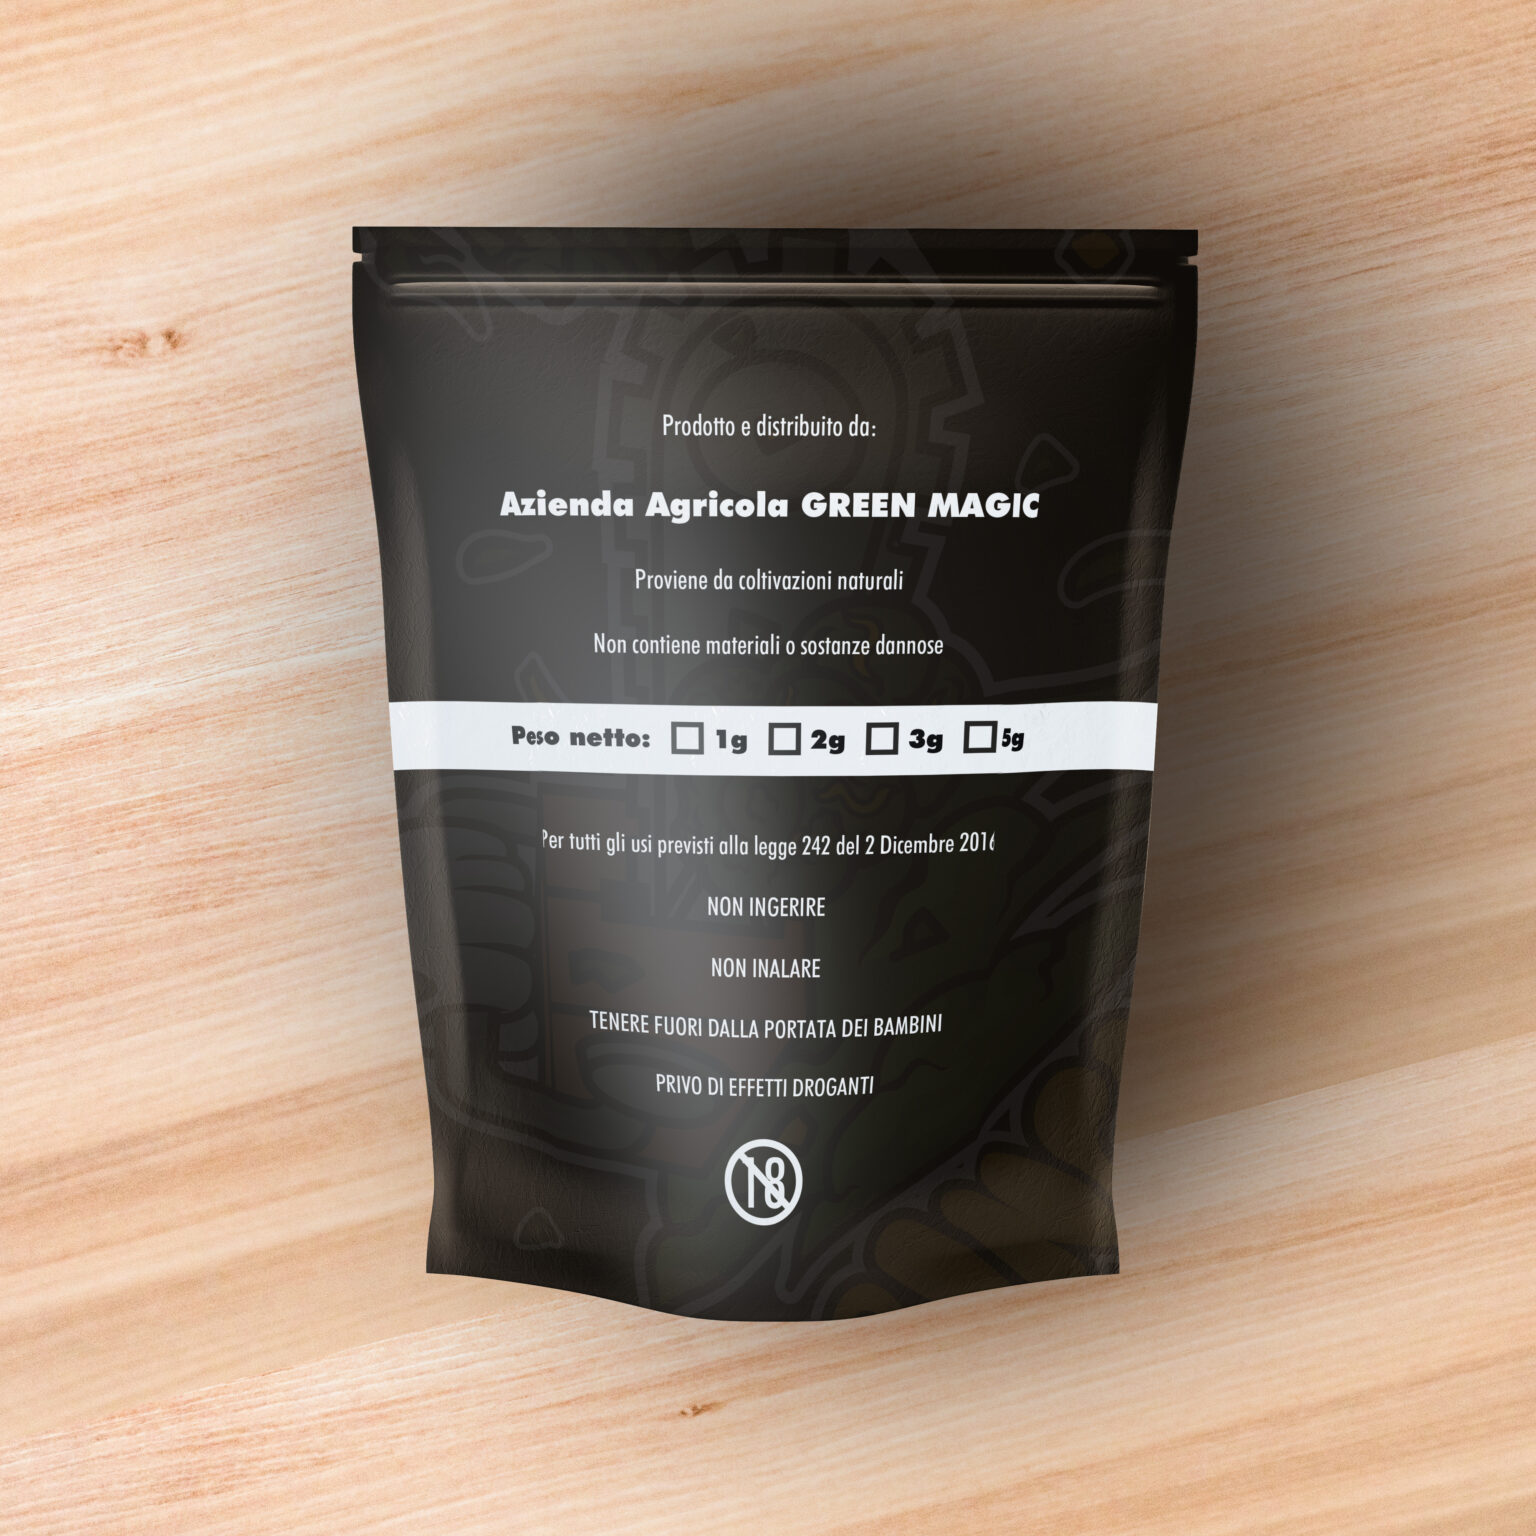 Prodotto e distribuito da:
Azienda Agricola GREEN MAGIC
Proviene da coltivazioni naturali
Non contiene materiali o sostanze dannose
Peso netto: 1g 2g 3g 5g
Per tutti gli usi previsti alla legge 242 del 2 Dicembre 2016
NON INGERIRE
NON INALARE
TENERE FUORI DALLA PORTATA DEI BAMBINI
PRIVO DI EFFETTI DROGANTI
18